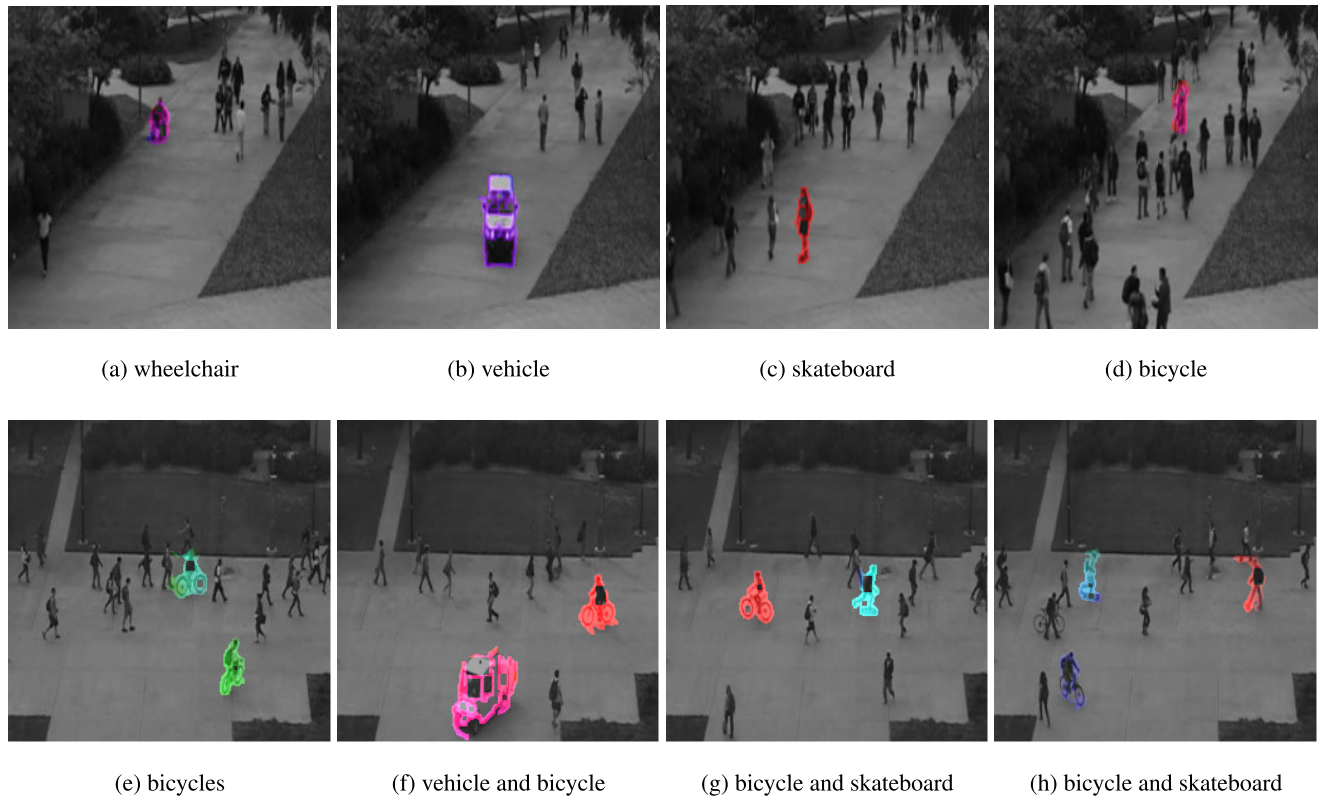 (a) wheelchair
(b) vehicle
(c) skateboard
(d) bicycle
(e) bicycles
(f) vehicle and bicycle
(g) bicycle and skateboard
(h) bicycle and skateboard